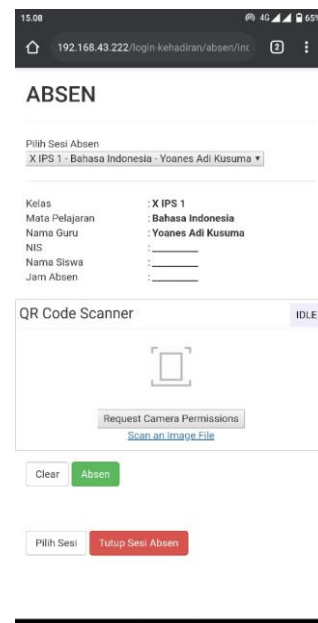 15.08 4G 65%
192.168.43.222/login-kehadiran/absen/inc 2
ABSEN
Pilih Sesi Absen
X IPS 1 - Bahasa Indonesia - Yoanes Adi Kusuma
Kelas : X IPS 1
Mata Pelajaran : Bahasa Indonesia
Nama Guru : Yoanes Adi Kusuma
NIS :
Nama Siswa :
Jam Absen :
QR Code Scanner IDLE
Request Camera Permissions
Scan an Image File
Clear Absen
Pilih Sesi Tutup Sesi Absen